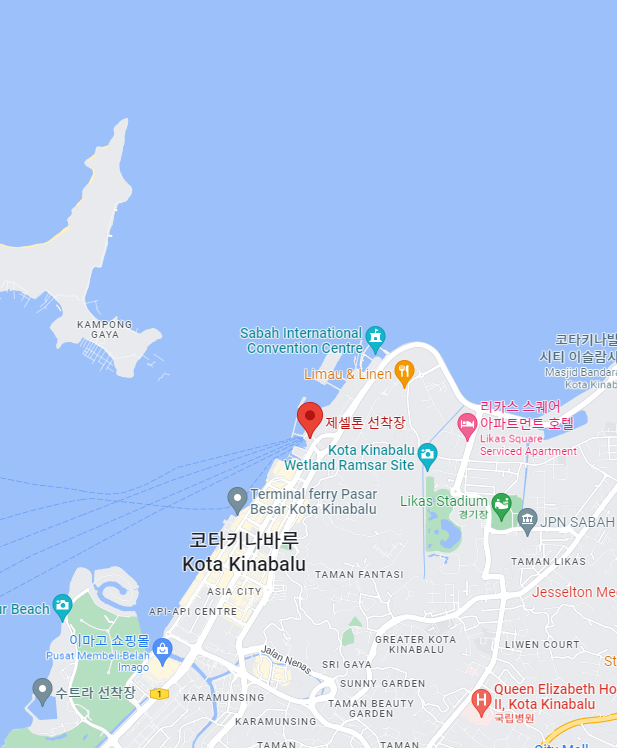 KAMPONG
GAYA
Sabah International
Convention Centre
코타키나발
시티 이슬람사
Masjid Bandara
Kota Kinab
Limau & Linen
리카스 스퀘어
아파트먼트 호텔
Likas Square
Serviced Apartment
제셀톤 선착장
Kota Kinabalu
Wetland Ramsar Site
Terminal ferry Pasar
Besar Kota Kinabalu
Likas Stadium
경기장
JPN SABAH
코타키나바루
Kota Kinabalu
TAMAN FANTASI
TAMAN LIKAS
ASIA CITY
Jesselton Me
ur Beach
API-API CENTRE
이마고 쇼핑몰
Pusat Membeli-Belah
Imago
GREATER KOTA
KINABALU
LIWEN COURT
Jalan Nenas
SRI GAYA
St
SUNNY GARDEN
수트라 선착장
1
KARAMUNSING
TAMAN BEAUTY
GARDEN
Queen Elizabeth Ho
II, Kota Kinabalu
국립병원
KARAMUNSING
TAMAN
TAMAN
City Mall